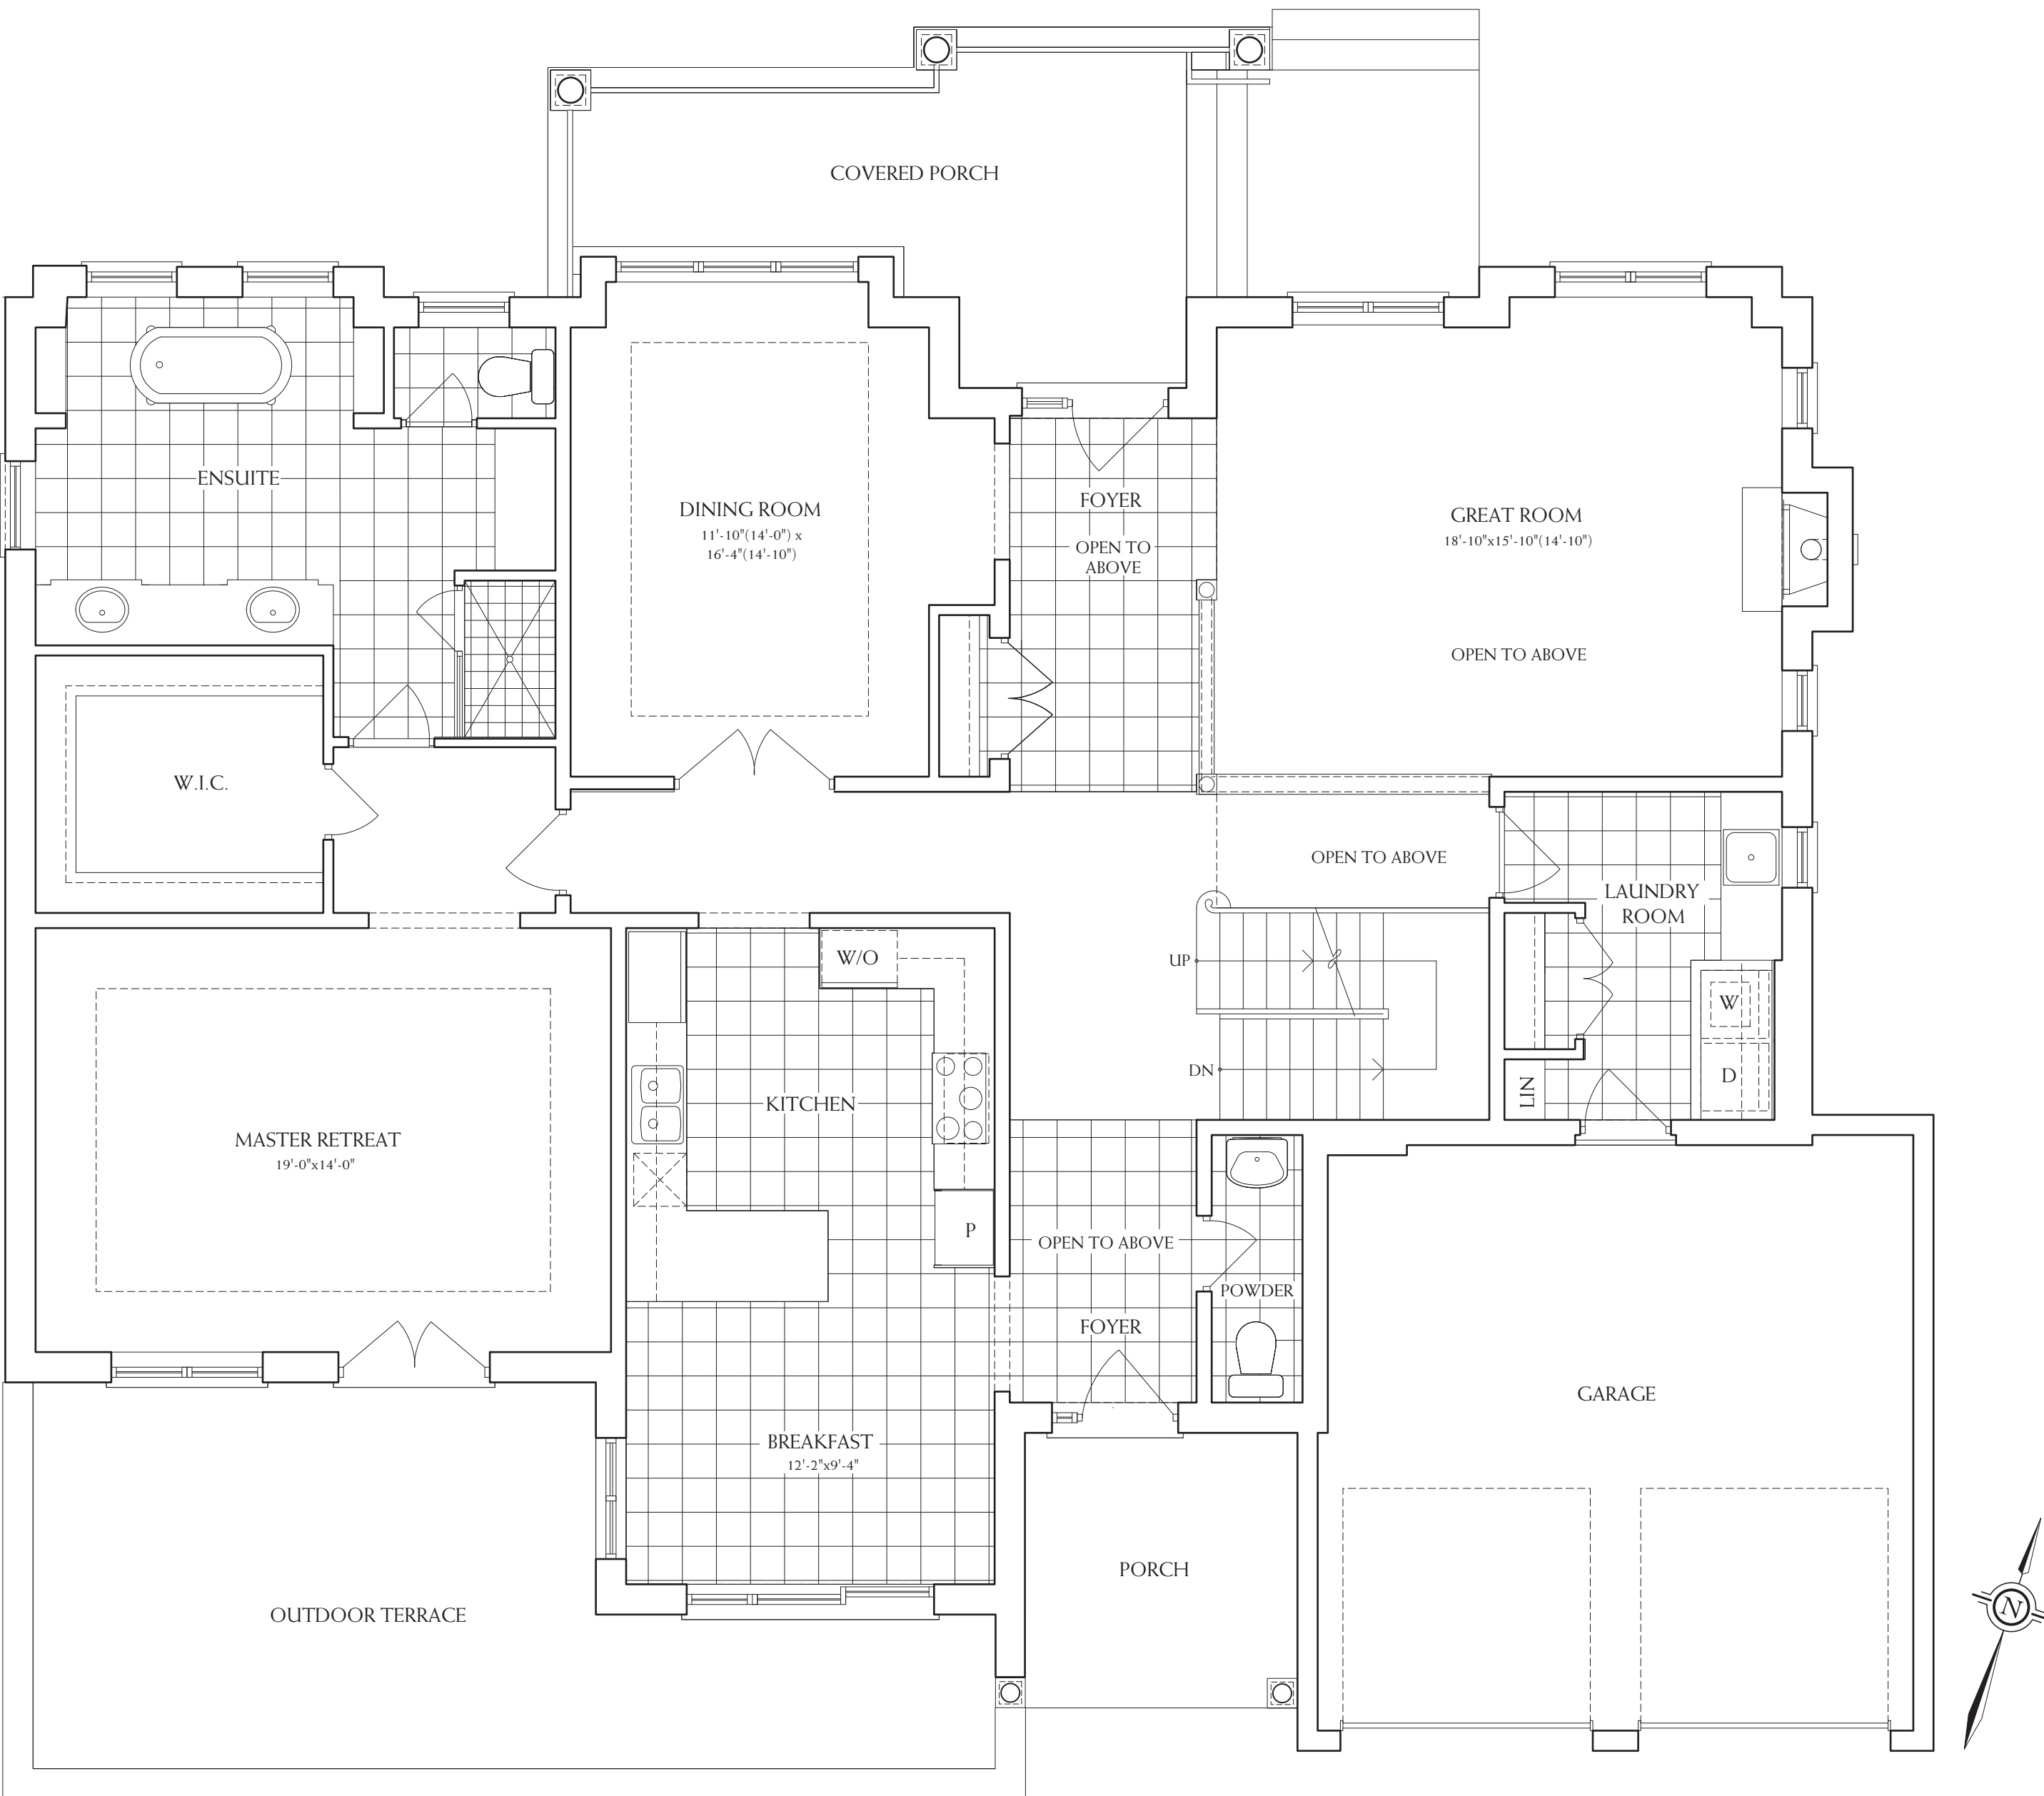 COVERED PORCH
ENSUITE
DINING ROOM
11'-10"(14'-0") x
16'-4"(14'-10")
FOYER
OPEN TO
ABOVE
GREAT ROOM
18'-10"x15'-10"(14'-10")
OPEN TO ABOVE
W.I.C.
OPEN TO ABOVE
LAUNDRY
ROOM
W/O
UP
W
DN
D
LIN
KITCHEN
MASTER RETREAT
19'-0"x14'-0"
P
OPEN TO ABOVE
POWDER
FOYER
GARAGE
BREAKFAST
12'-2"x9'-4"
PORCH
OUTDOOR TERRACE
N